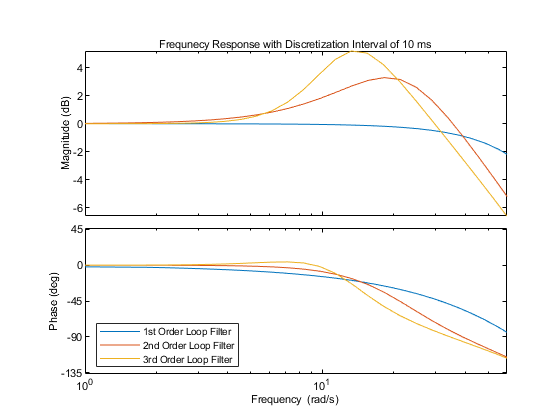 Frequnecy Response with Discretization Interval of 10 ms
Magnitude (dB)
4
2
0
-2
-4
-6
Phase (deg)
45
0
-45
-90
-135
1st Order Loop Filter
2nd Order Loop Filter
3rd Order Loop Filter
10^0
10^1
Frequency (rad/s)